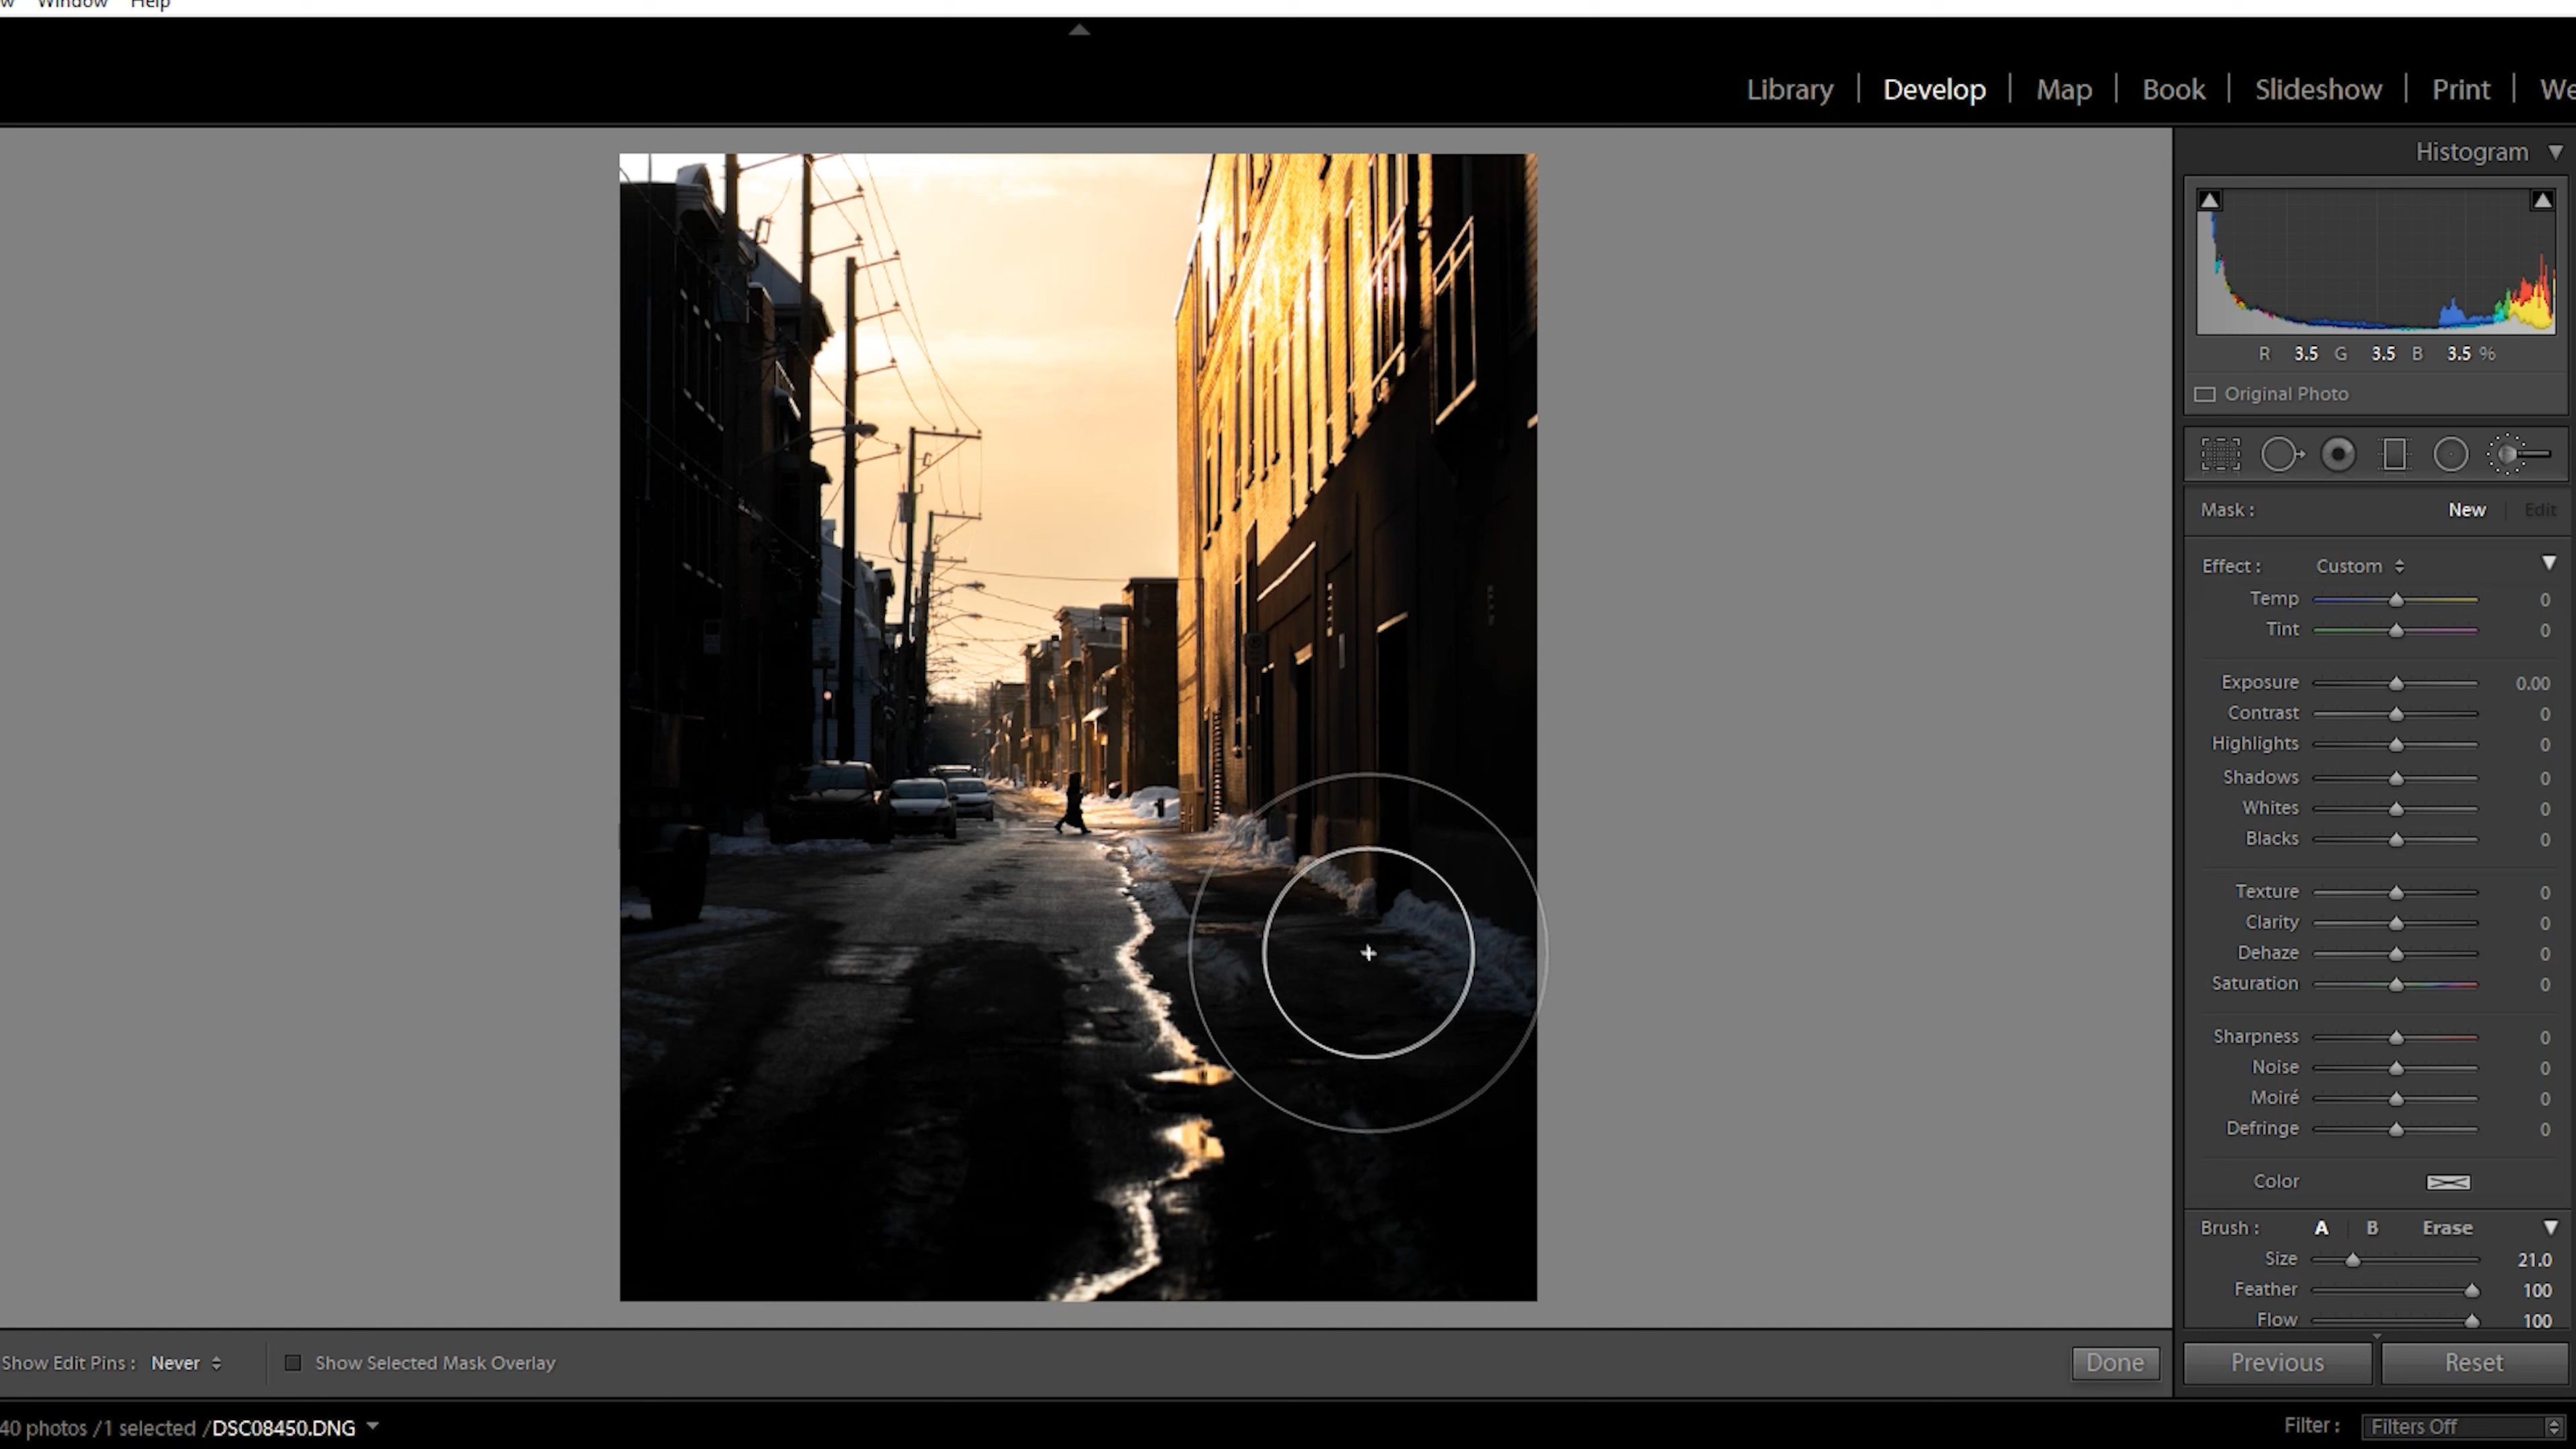 Window Help
Library | Develop | Map | Book | Slideshow | Print |
Histogram
R 3.5 G 3.5 B 3.5 %
Original Photo
Mask : New | Edit
Effect : Custom
Temp 0
Tint 0
Exposure 0.00
Contrast 0
Highlights 0
Shadows 0
Whites 0
Blacks 0
Texture 0
Clarity 0
Dehaze 0
Saturation 0
Sharpness 0
Noise 0
Moiré 0
Defringe 0
Color
Brush : A | B Erase
Size 21.0
Feather 100
Flow 100
Show Edit Pins : Never
Show Selected Mask Overlay
Done
Previous
Reset
40 photos /1 selected /DSC08450.DNG
Filter : Filters Off